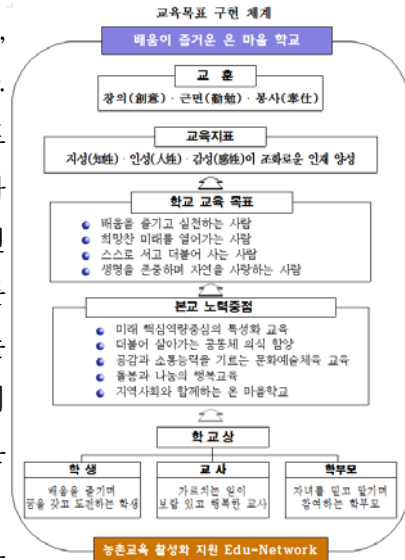 교육목표 구현 체계
배움이 즐거운 온 마을 학교
교 훈
창의(創意) · 근면(勤勉) · 봉사(奉仕)
교육지표
지성(知性) · 인성(人性) · 감성(感性)이 조화로운 인재 양성
학교 교육 목표
배움을 즐기고 실천하는 사람
희망찬 미래를 열어가는 사람
스스로 서고 더불어 사는 사람
생명을 존중하며 자연을 사랑하는 사람
본교 노력중점
미래 핵심역량중심의 특성화 교육
더불어 살아가는 공동체 의식 함양
공감과 소통능력을 기르는 문화예술체육 교육
돌봄과 나눔의 행복교육
지역사회와 함께하는 온 마을학교
학교상
학 생
배움을 즐기며
꿈을 갖고 도전하는 학생
교 사
가르치는 일이
보람 있고 행복한 교사
학부모
자녀를 믿고 맡기며
참여하는 학부모
농촌교육 활성화 지원 Edu-Network